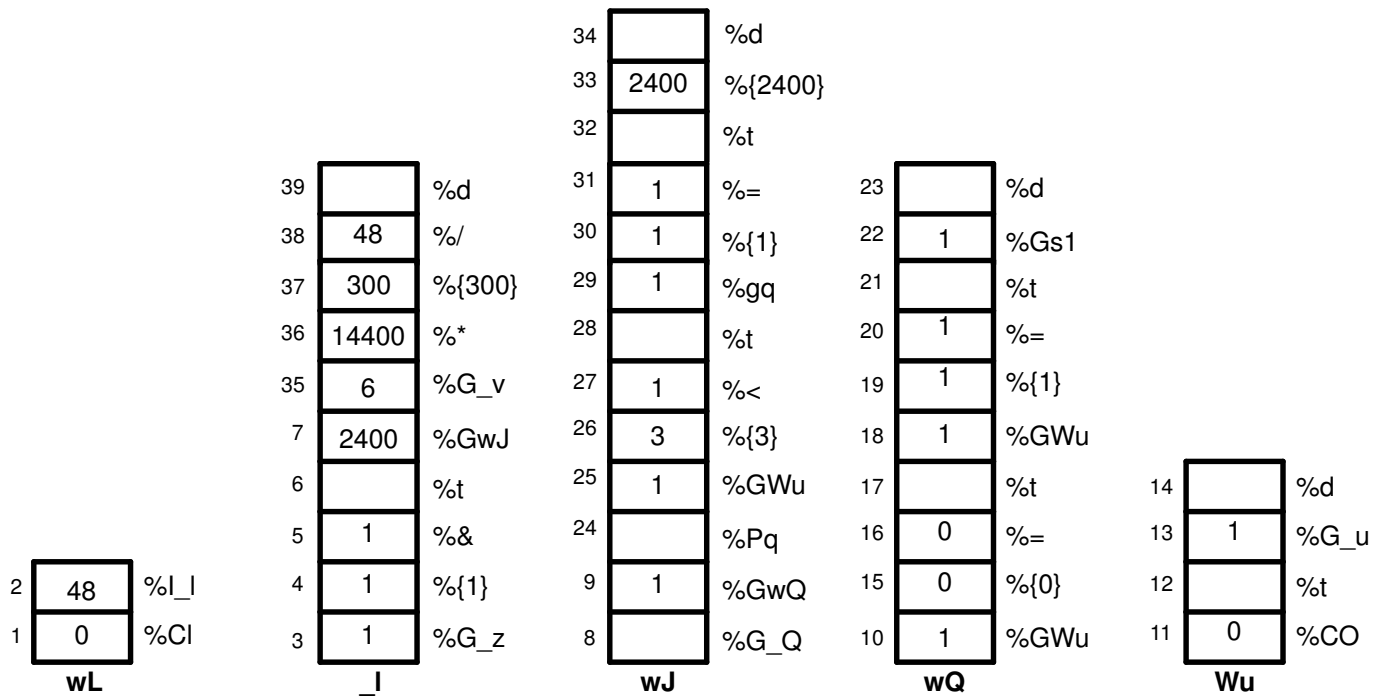 34 %d
33 2400 %{2400}
32 %t
39 %d 31 1 %= 23 %d
38 48 %/ 30 1 %{1} 22 1 %Gs1
37 300 %{300} 29 1 %gq 21 %t
36 14400 %* 28 %t 20 1 %=
35 6 %G_v 27 1 %< 19 1 %{1}
7 2400 %GwJ 26 3 %{3} 18 1 %GWu
6 %t 25 1 %GWu 17 %t 14 %d
5 1 %& 24 %Pq 16 0 %= 13 1 %G_u
2 48 %I_l 4 1 %{1} 9 1 %GwQ 15 0 %{0} 12 %t
1 0 %Cl 3 1 %G_z 8 %G_Q 10 1 %GWu 11 0 %CO
wL _l wJ wQ Wu